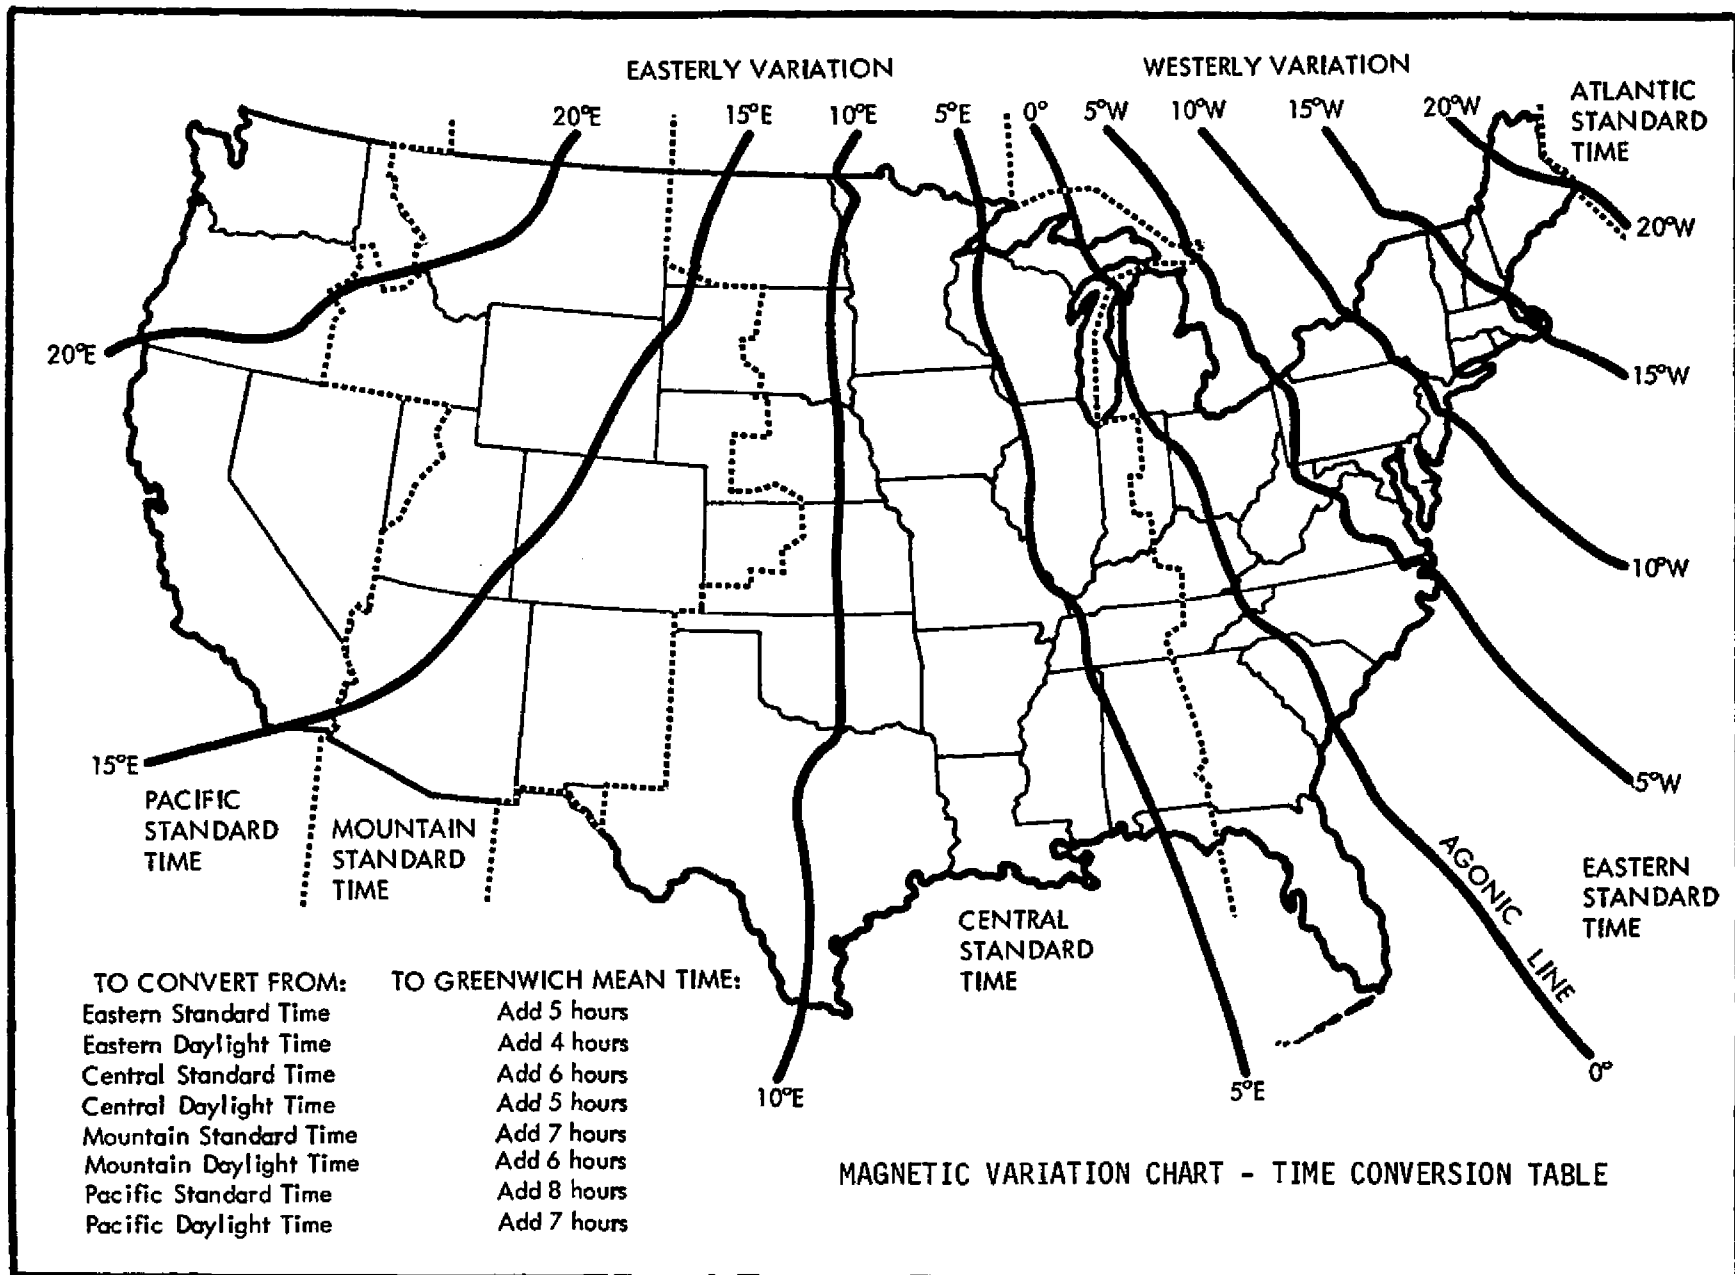 EASTERLY VARIATION
WESTERLY VARIATION
20°E
15°E
10°E
5°E
0°
5°W
10°W
15°W
20°W
ATLANTIC
STANDARD
TIME
20°W
20°E
15°W
10°W
15°E
5°W
PACIFIC
STANDARD
TIME
MOUNTAIN
STANDARD
TIME
CENTRAL
STANDARD
TIME
AGONIC LINE
EASTERN
STANDARD
TIME
10°E
5°E
0°
TO CONVERT FROM: TO GREENWICH MEAN TIME:
Eastern Standard Time Add 5 hours
Eastern Daylight Time Add 4 hours
Central Standard Time Add 6 hours
Central Daylight Time Add 5 hours
Mountain Standard Time Add 7 hours
Mountain Daylight Time Add 6 hours
Pacific Standard Time Add 8 hours
Pacific Daylight Time Add 7 hours
MAGNETIC VARIATION CHART - TIME CONVERSION TABLE